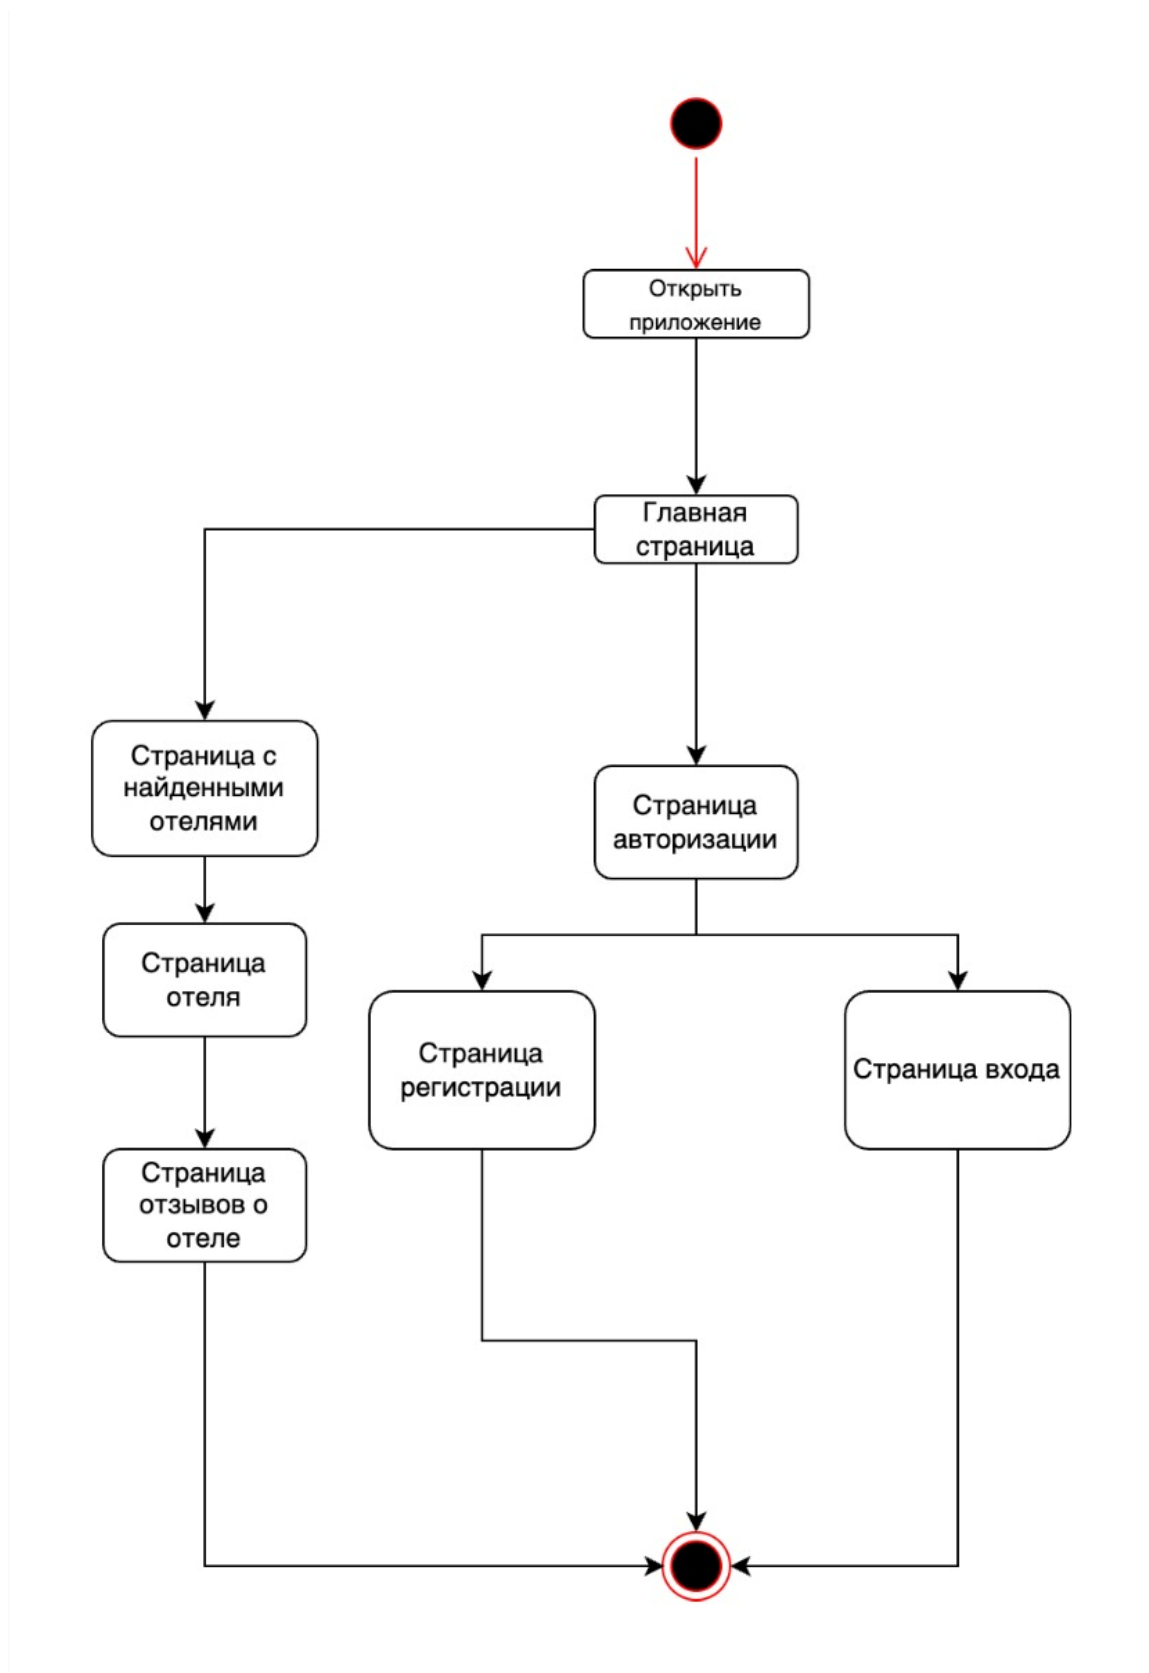 Открыть
приложение
Главная
страница
Страница с
найденными
отелями
Страница
авторизации
Страница
отеля
Страница
регистрации
Страница входа
Страница
отзывов о
отеле